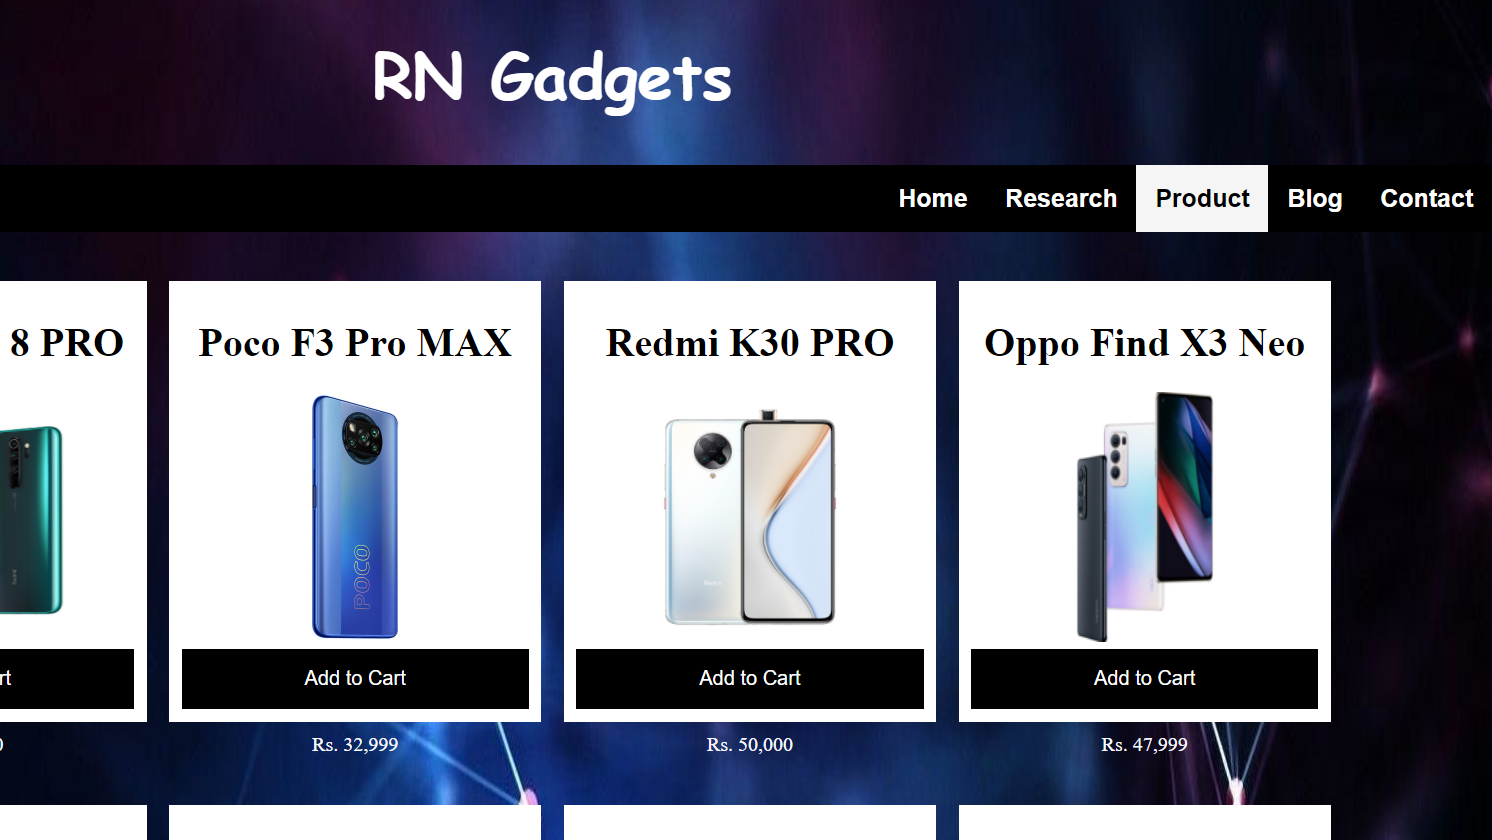 RN Gadgets
Home Research Product Blog Contact
8 PRO
Poco F3 Pro MAX
Redmi K30 PRO
Oppo Find X3 Neo
POCO
Add to Cart
Add to Cart
Add to Cart
Rs. 32,999
Rs. 50,000
Rs. 47,999